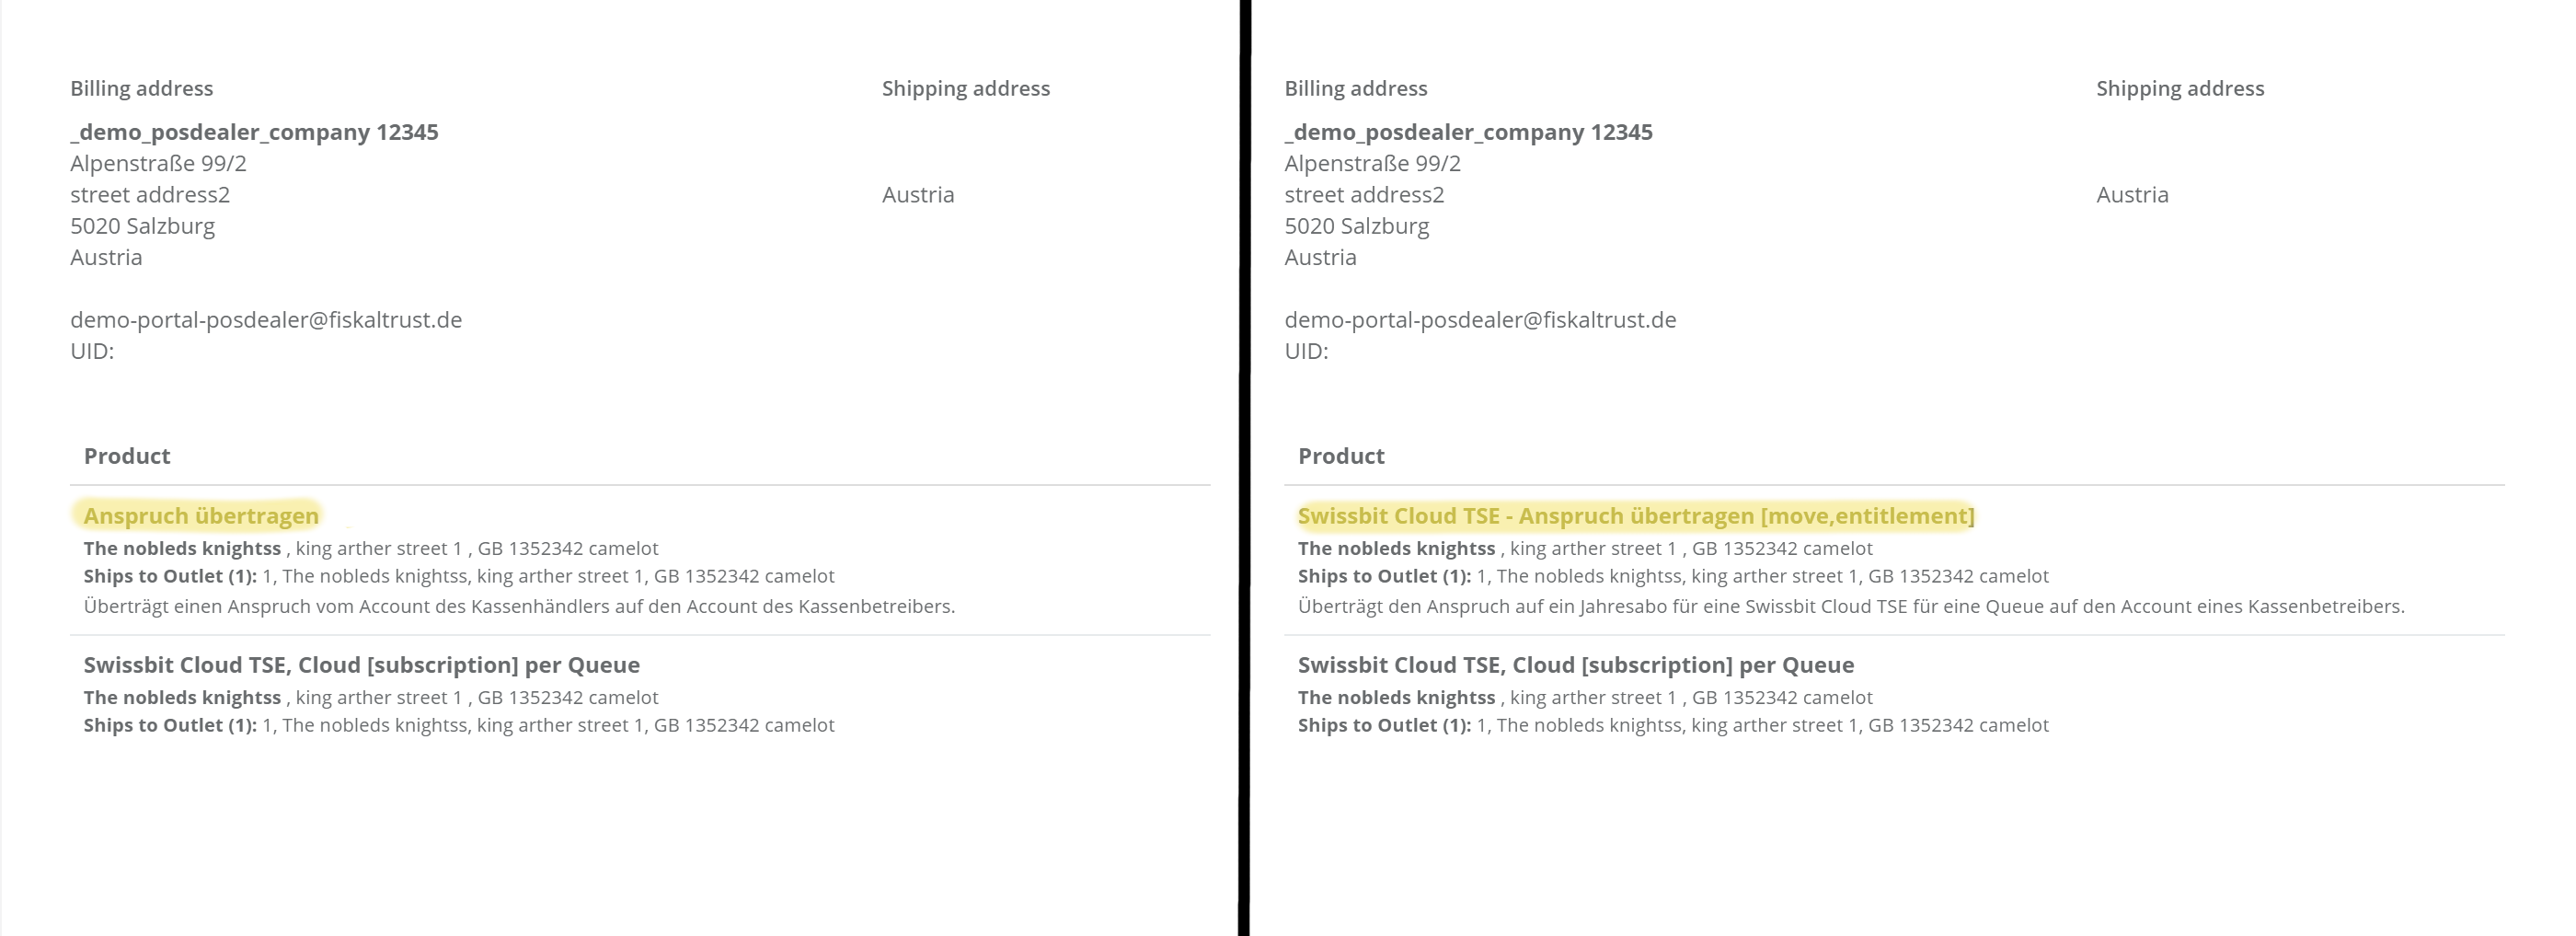 Billing address
Shipping address
_demo_posdealer_company 12345
Alpenstraße 99/2
street address2
Austria
5020 Salzburg
Austria
demo-portal-posdealer@fiskaltrust.de
UID:
Product
Anspruch übertragen
The nobleds knightss , king arther street 1 , GB 1352342 camelot
Ships to Outlet (1): 1, The nobleds knightss, king arther street 1, GB 1352342 camelot
Überträgt einen Anspruch vom Account des Kassenhändlers auf den Account des Kassenbetreibers.
Swissbit Cloud TSE, Cloud [subscription] per Queue
The nobleds knightss , king arther street 1 , GB 1352342 camelot
Ships to Outlet (1): 1, The nobleds knightss, king arther street 1, GB 1352342 camelot
Billing address
Shipping address
_demo_posdealer_company 12345
Alpenstraße 99/2
street address2
Austria
5020 Salzburg
Austria
demo-portal-posdealer@fiskaltrust.de
UID:
Product
Swissbit Cloud TSE - Anspruch übertragen [move,entitlement]
The nobleds knightss , king arther street 1 , GB 1352342 camelot
Ships to Outlet (1): 1, The nobleds knightss, king arther street 1, GB 1352342 camelot
Überträgt den Anspruch auf ein Jahresabo für eine Swissbit Cloud TSE für eine Queue auf den Account eines Kassenbetreibers.
Swissbit Cloud TSE, Cloud [subscription] per Queue
The nobleds knightss , king arther street 1 , GB 1352342 camelot
Ships to Outlet (1): 1, The nobleds knightss, king arther street 1, GB 1352342 camelot